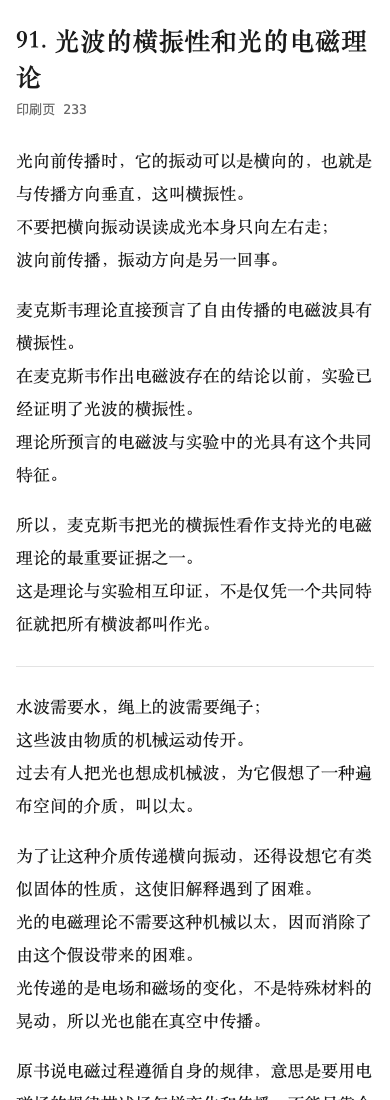 91. 光波的横振性和光的电磁理
论
印刷页 233
光向前传播时，它的振动可以是横向的，也就是
与传播方向垂直，这叫横振性。
不要把横向振动误读成光本身只向左右走；
波向前传播，振动方向是另一回事。
麦克斯韦理论直接预言了自由传播的电磁波具有
横振性。
在麦克斯韦作出电磁波存在的结论以前，实验已
经证明了光波的横振性。
理论所预言的电磁波与实验中的光具有这个共同
特征。
所以，麦克斯韦把光的横振性看作支持光的电磁
理论的最重要证据之一。
这是理论与实验相互印证，不是仅凭一个共同特
征就把所有横波都叫作光。
水波需要水，绳上的波需要绳子；
这些波由物质的机械运动传开。
过去有人把光也想成机械波，为它假想了一种遍
布空间的介质，叫以太。
为了让这种介质传递横向振动，还得设想它有类
似固体的性质，这使旧解释遇到了困难。
光的电磁理论不需要这种机械以太，因而消除了
由这个假设带来的困难。
光传递的是电场和磁场的变化，不是特殊材料的
晃动，所以光也能在真空中传播。
原书说电磁过程遵循自身的规律，意思是要用电